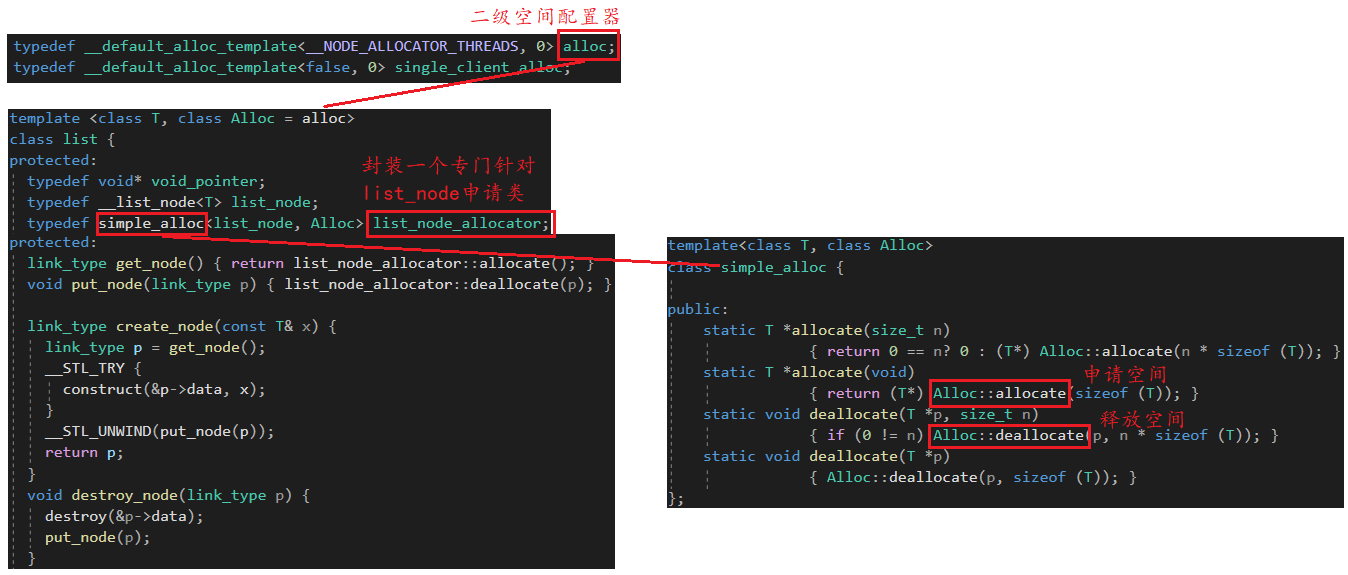 二级空间配置器
typedef __default_alloc_template<__NODE_ALLOCATOR_THREADS, 0> alloc;
typedef __default_alloc_template<false, 0> single_client_alloc;
template <class T, class Alloc = alloc>
class list {
protected:
typedef void* void_pointer;
typedef __list_node<T> list_node;
typedef simple_alloc<list_node, Alloc> list_node_allocator;
封装一个专门针对
list_node申请类
protected:
link_type get_node() { return list_node_allocator::allocate(); }
void put_node(link_type p) { list_node_allocator::deallocate(p); }
link_type create_node(const T& x) {
link_type p = get_node();
__STL_TRY {
construct(&p->data, x);
}
__STL_UNWIND(put_node(p));
return p;
}
void destroy_node(link_type p) {
destroy(&p->data);
put_node(p);
}
template<class T, class Alloc>
class simple_alloc {
public:
static T *allocate(size_t n)
{ return 0 == n? 0 : (T*) Alloc::allocate(n * sizeof (T)); }
static T *allocate(void)
{ return (T*) Alloc::allocate(sizeof (T)); }
申请空间
static void deallocate(T *p, size_t n)
{ if (0 != n) Alloc::deallocate(p, n * sizeof (T)); }
释放空间
static void deallocate(T *p)
{ Alloc::deallocate(p, sizeof (T)); }
};